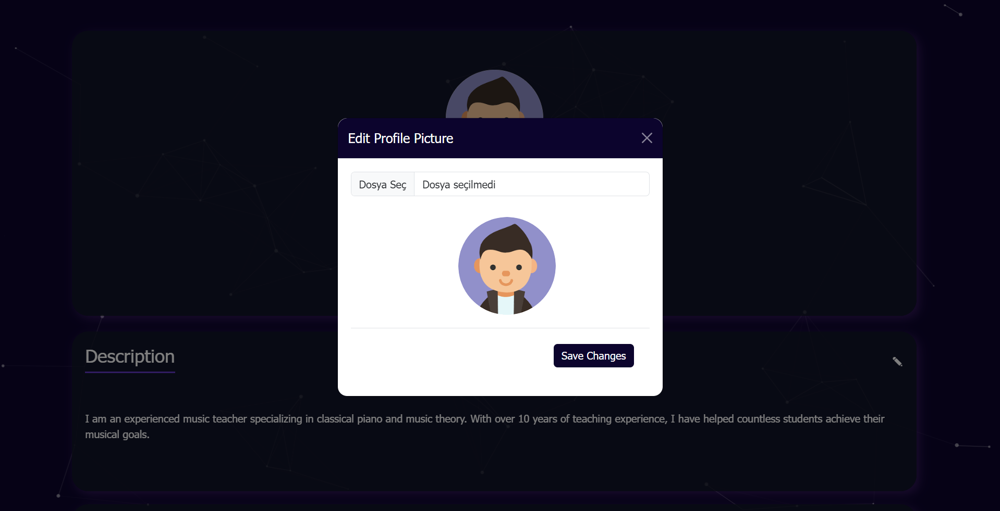 Edit Profile Picture
Dosya Seç Dosya seçilmedi
Save Changes
Description
I am an experienced music teacher specializing in classical piano and music theory. With over 10 years of teaching experience, I have helped countless students achieve their
musical goals.